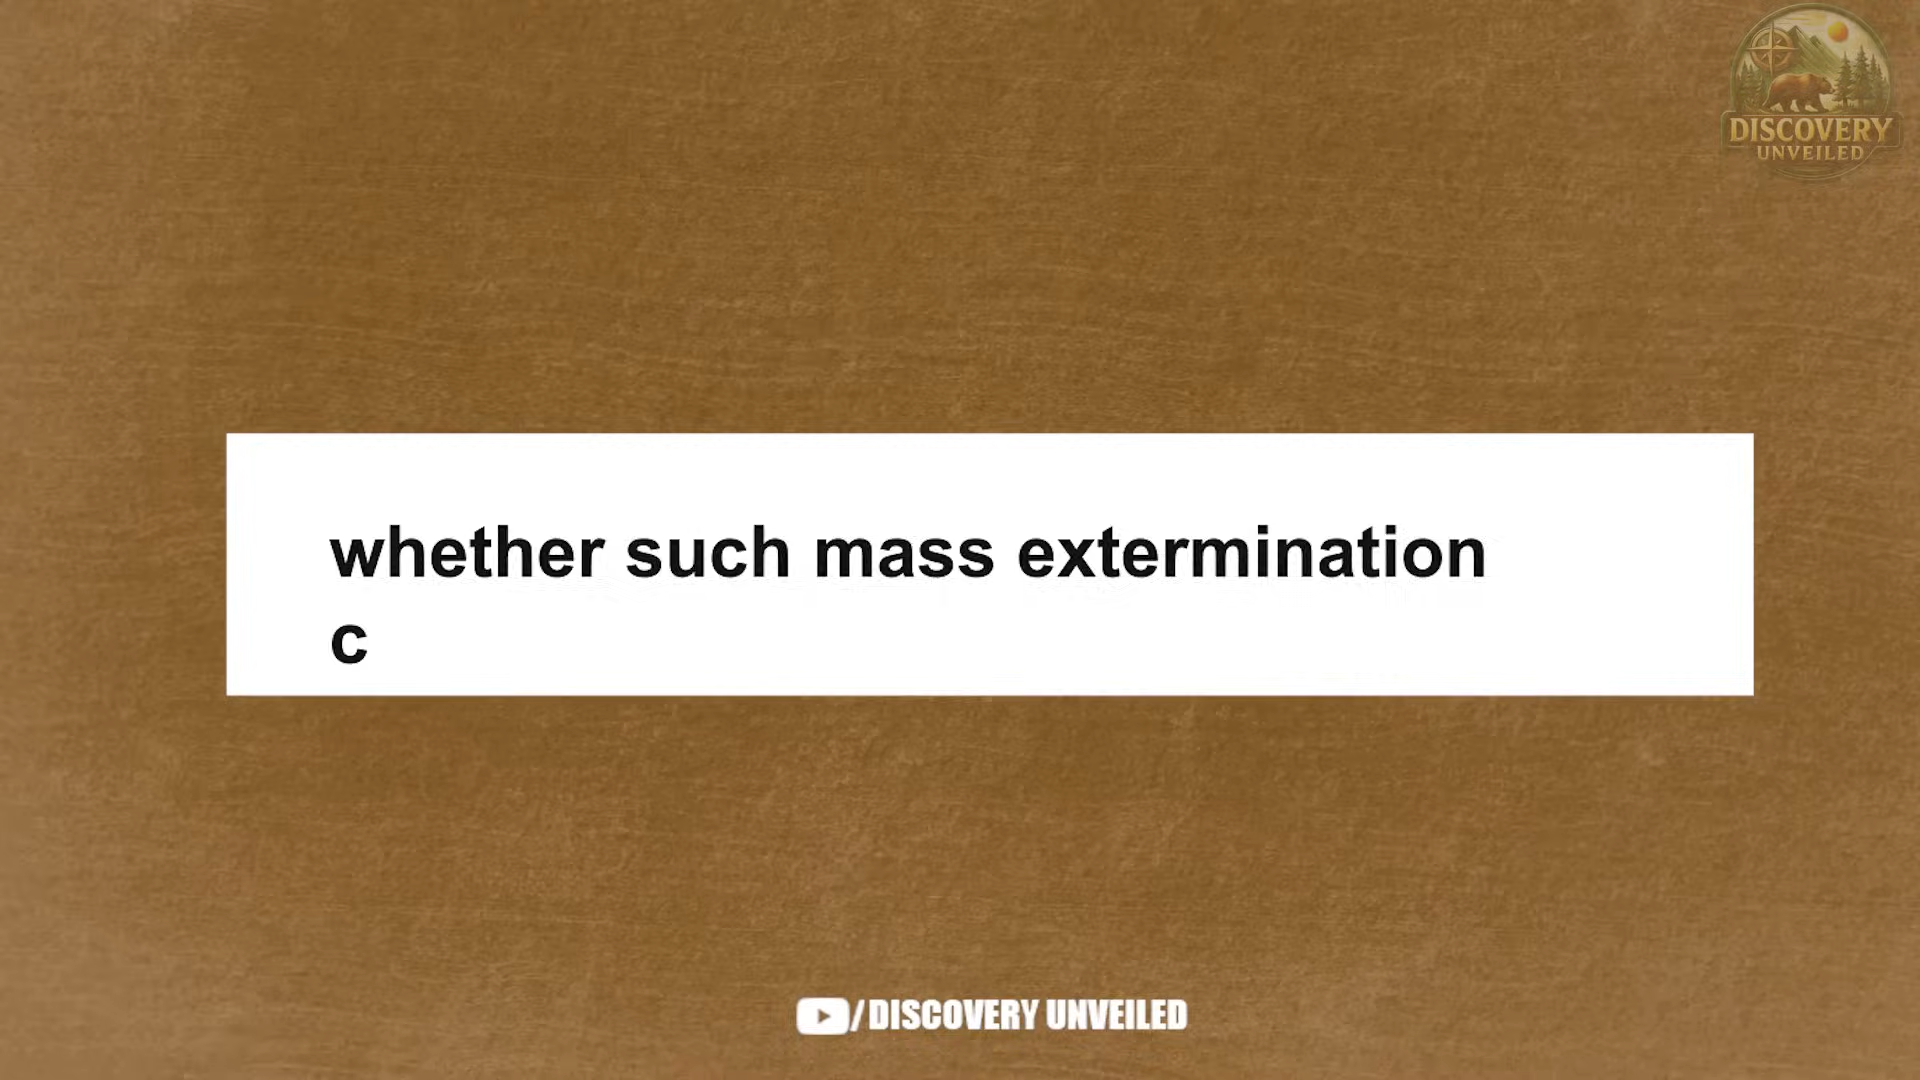 DISCOVERY
UNVEILED
whether such mass extermination
c
/DISCOVERY UNVEILED